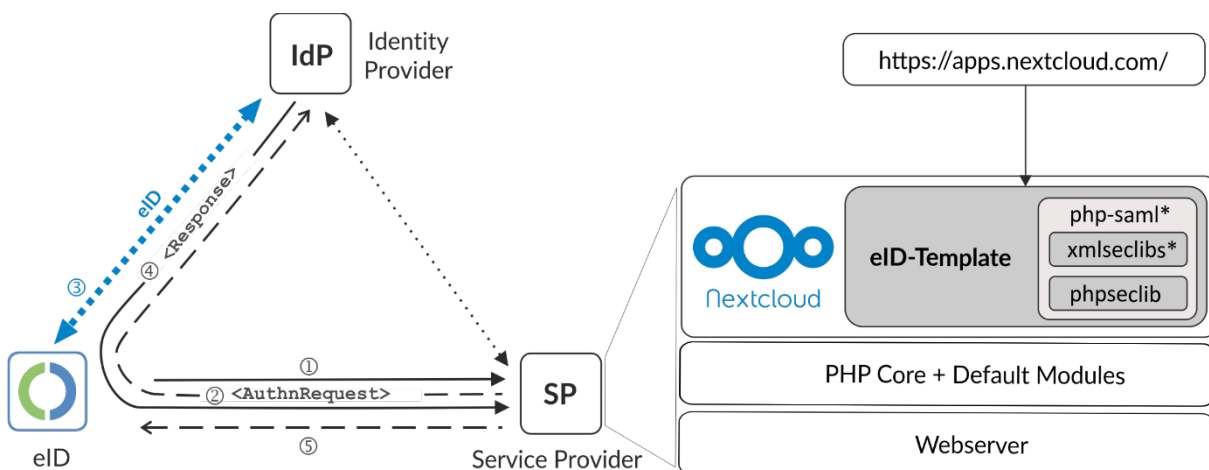 IdP
Identity
Provider
https://apps.nextcloud.com/
eID
④ <Response>
③
①
② <AuthnRequest>
⑤
eID
SP
Service Provider
Nextcloud
eID-Template
php-saml*
xmlseclibs*
phpseclib
PHP Core + Default Modules
Webserver